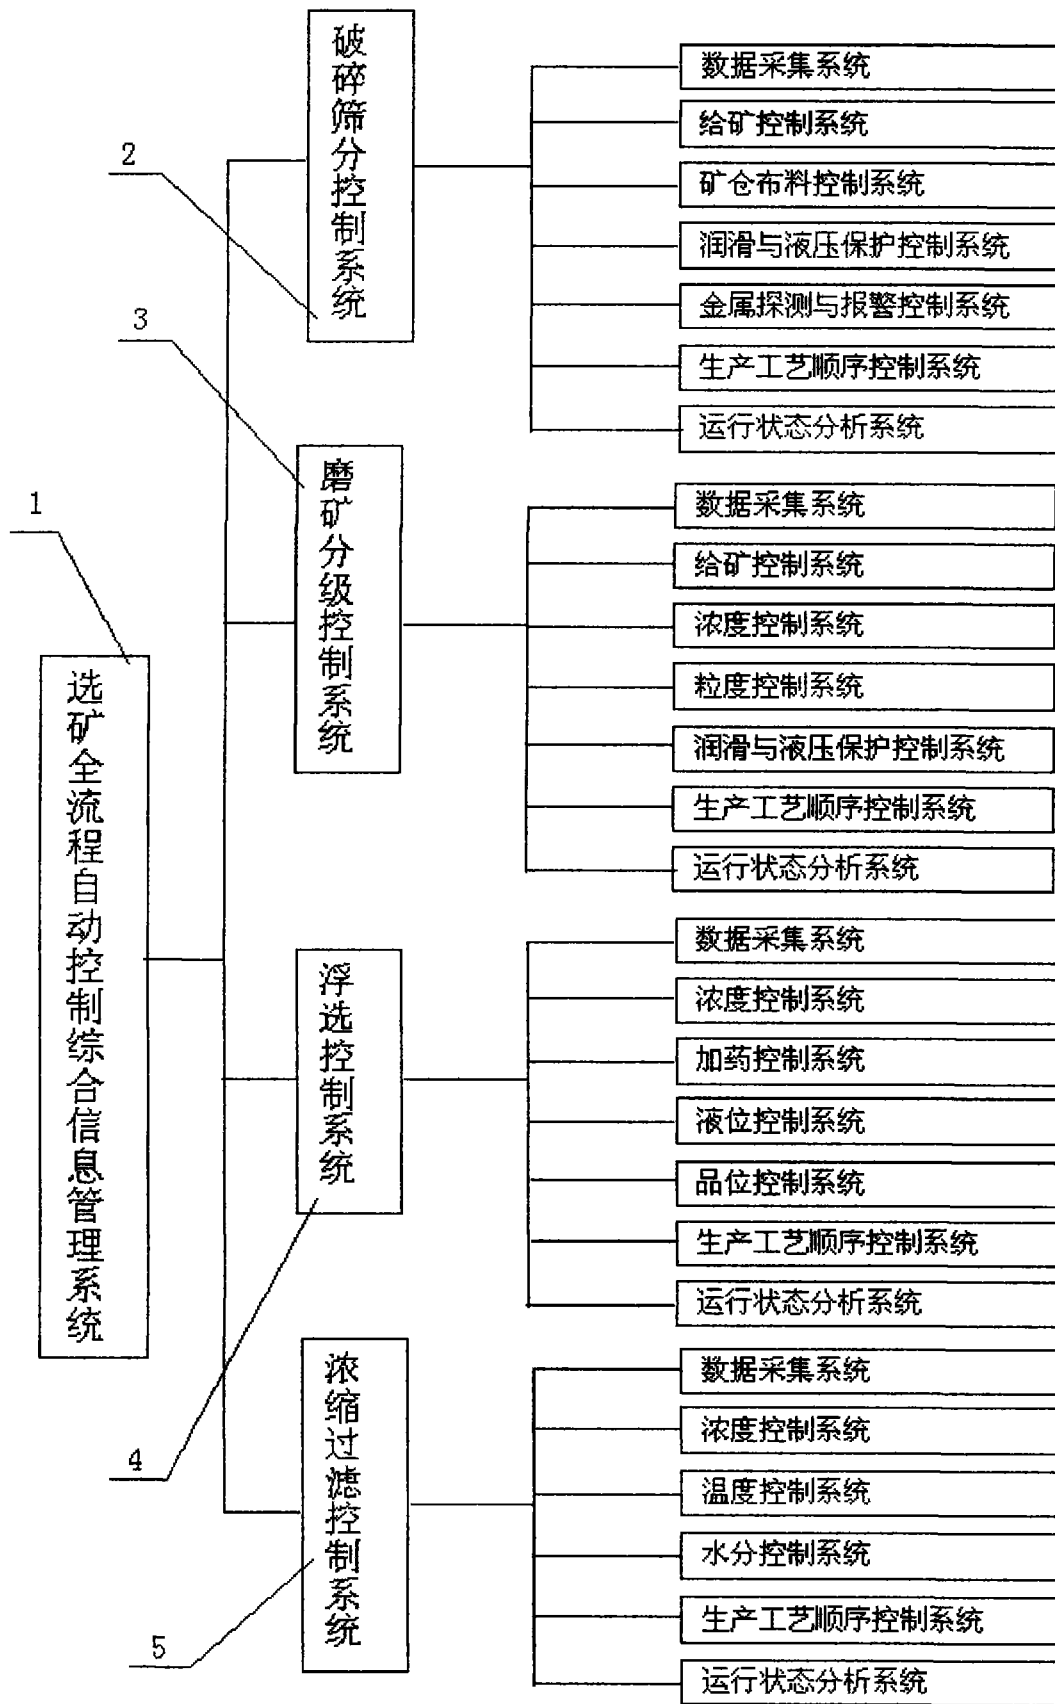 破碎筛分控制系统
数据采集系统
给矿控制系统
矿仓布料控制系统
润滑与液压保护控制系统
金属探测与报警控制系统
生产工艺顺序控制系统
运行状态分析系统
2
3
磨矿分级控制系统
数据采集系统
给矿控制系统
浓度控制系统
粒度控制系统
润滑与液压保护控制系统
生产工艺顺序控制系统
运行状态分析系统
1
选矿全流程自动控制综合信息管理系统
浮选控制系统
数据采集系统
浓度控制系统
加药控制系统
液位控制系统
品位控制系统
生产工艺顺序控制系统
运行状态分析系统
4
浓缩过滤控制系统
数据采集系统
浓度控制系统
温度控制系统
水分控制系统
生产工艺顺序控制系统
运行状态分析系统
5